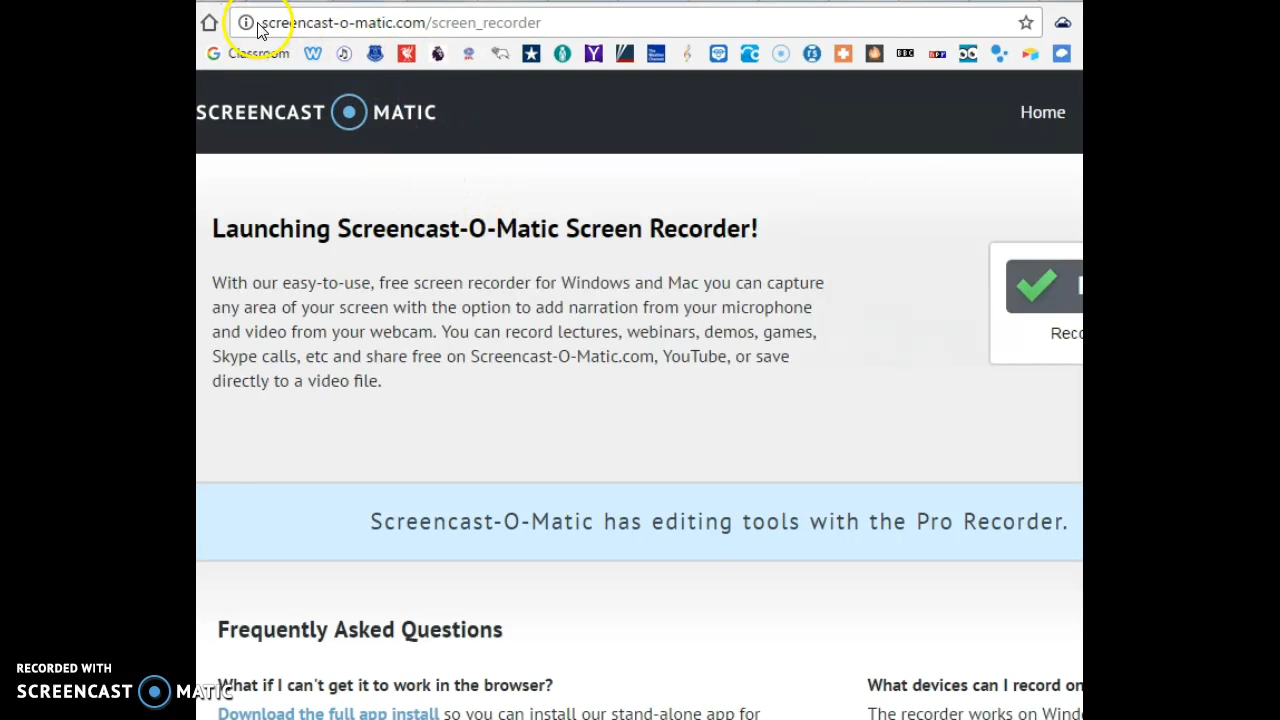 screencast-o-matic.com/screen_recorder
Classroom
SCREENCAST MATIC
Home
Launching Screencast-O-Matic Screen Recorder!
With our easy-to-use, free screen recorder for Windows and Mac you can capture
any area of your screen with the option to add narration from your microphone
and video from your webcam. You can record lectures, webinars, demos, games,
Skype calls, etc and share free on Screencast-O-Matic.com, YouTube, or save
directly to a video file.
Screencast-O-Matic has editing tools with the Pro Recorder.
Frequently Asked Questions
What if I can't get it to work in the browser?
Download the full app install so you can install our stand-alone app for
What devices can I record on
The recorder works on
RECORDED WITH
SCREENCAST MATIC